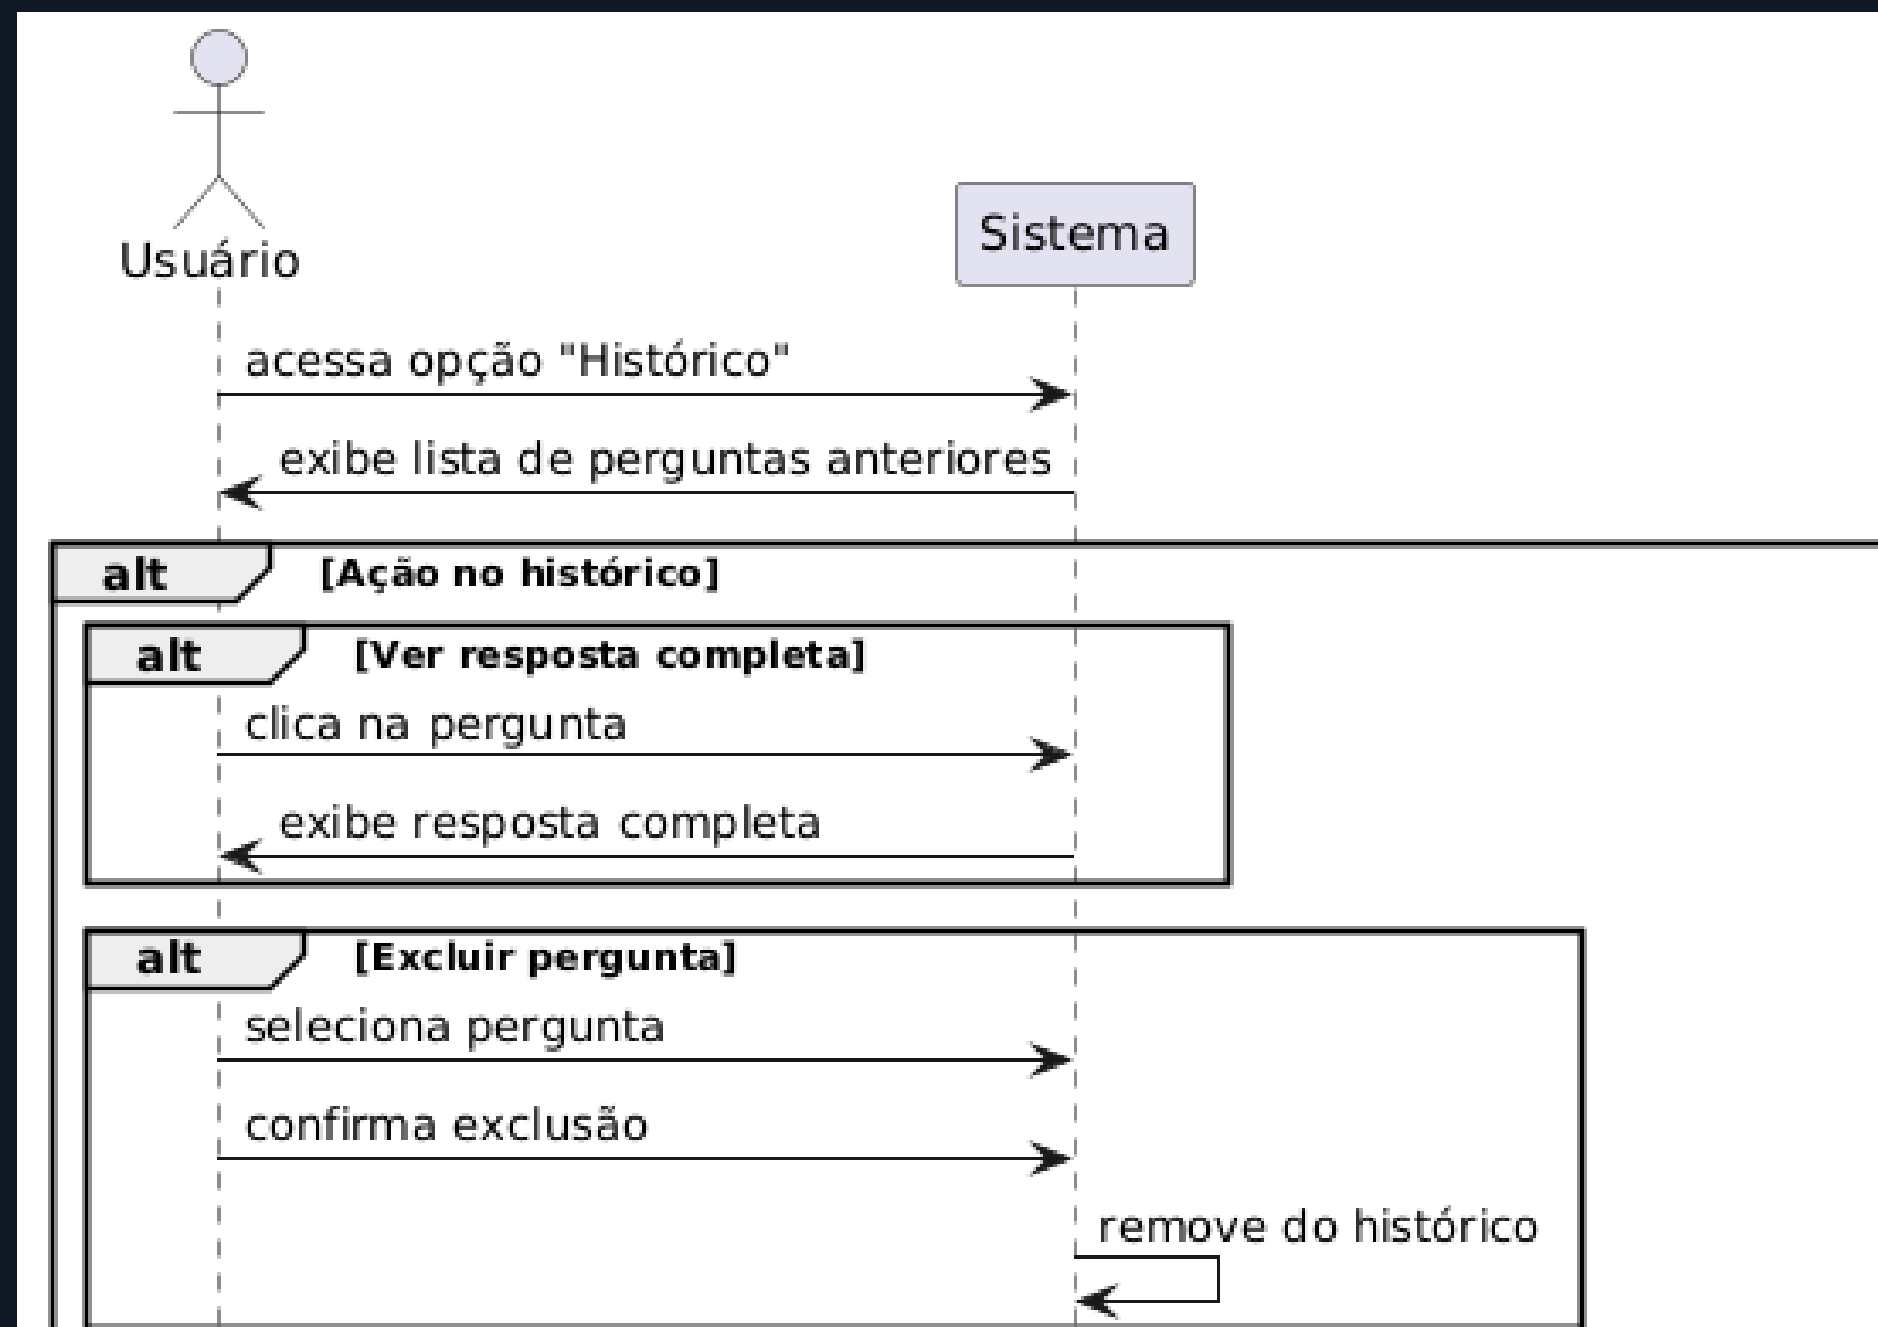 Usuário
Sistema
acessa opção "Histórico"
exibe lista de perguntas anteriores
alt [Ação no histórico]
alt [Ver resposta completa]
clica na pergunta
exibe resposta completa
alt [Excluir pergunta]
seleciona pergunta
confirma exclusão
remove do histórico